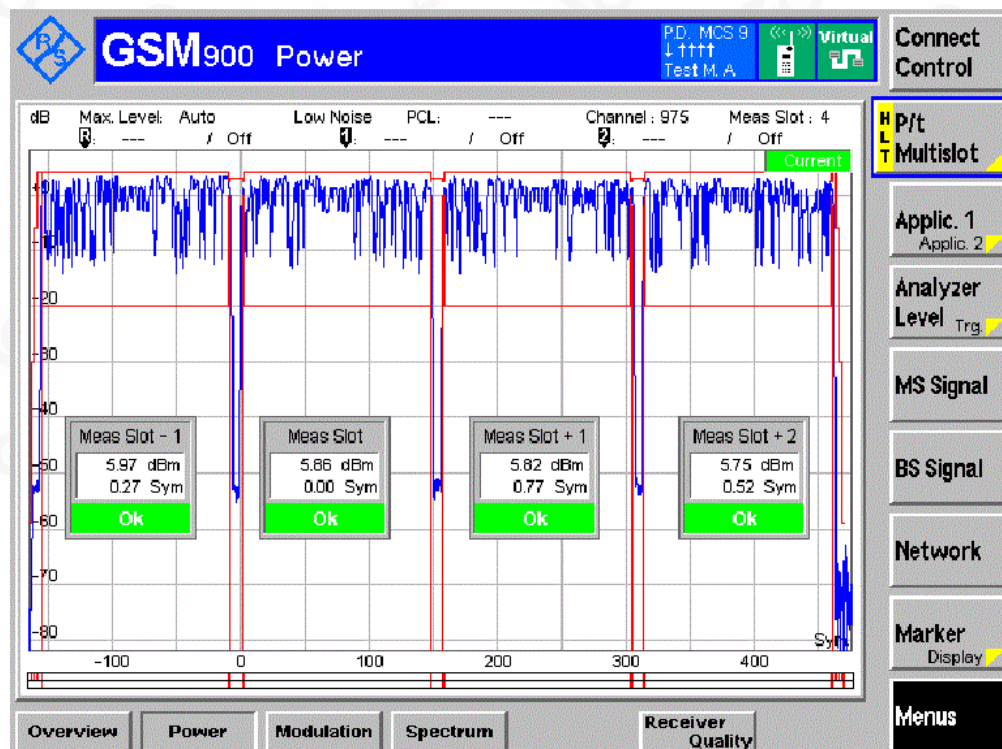 R S
GSM900 Power
P.D. MCS 9
Test M. A.
Virtual
Connect
Control
dB Max. Level: Auto Low Noise PCL: --- Channel : 975 Meas Slot : 4
R: --- / Off 1: --- / Off 2: --- / Off
Current
HLT
P/t
Multislot
Applic. 1
Applic. 2
Analyzer
Level Trg.
MS Signal
BS Signal
Network
Marker
Display
Menus
-20
-30
-40
-50
-60
-70
-80
Meas Slot - 1
5.97 dBm
0.27 Sym
Ok
Meas Slot
5.86 dBm
0.00 Sym
Ok
Meas Slot + 1
5.82 dBm
0.77 Sym
Ok
Meas Slot + 2
5.75 dBm
0.52 Sym
Ok
-100 0 100 200 300 400
Overview Power Modulation Spectrum
Receiver
Quality